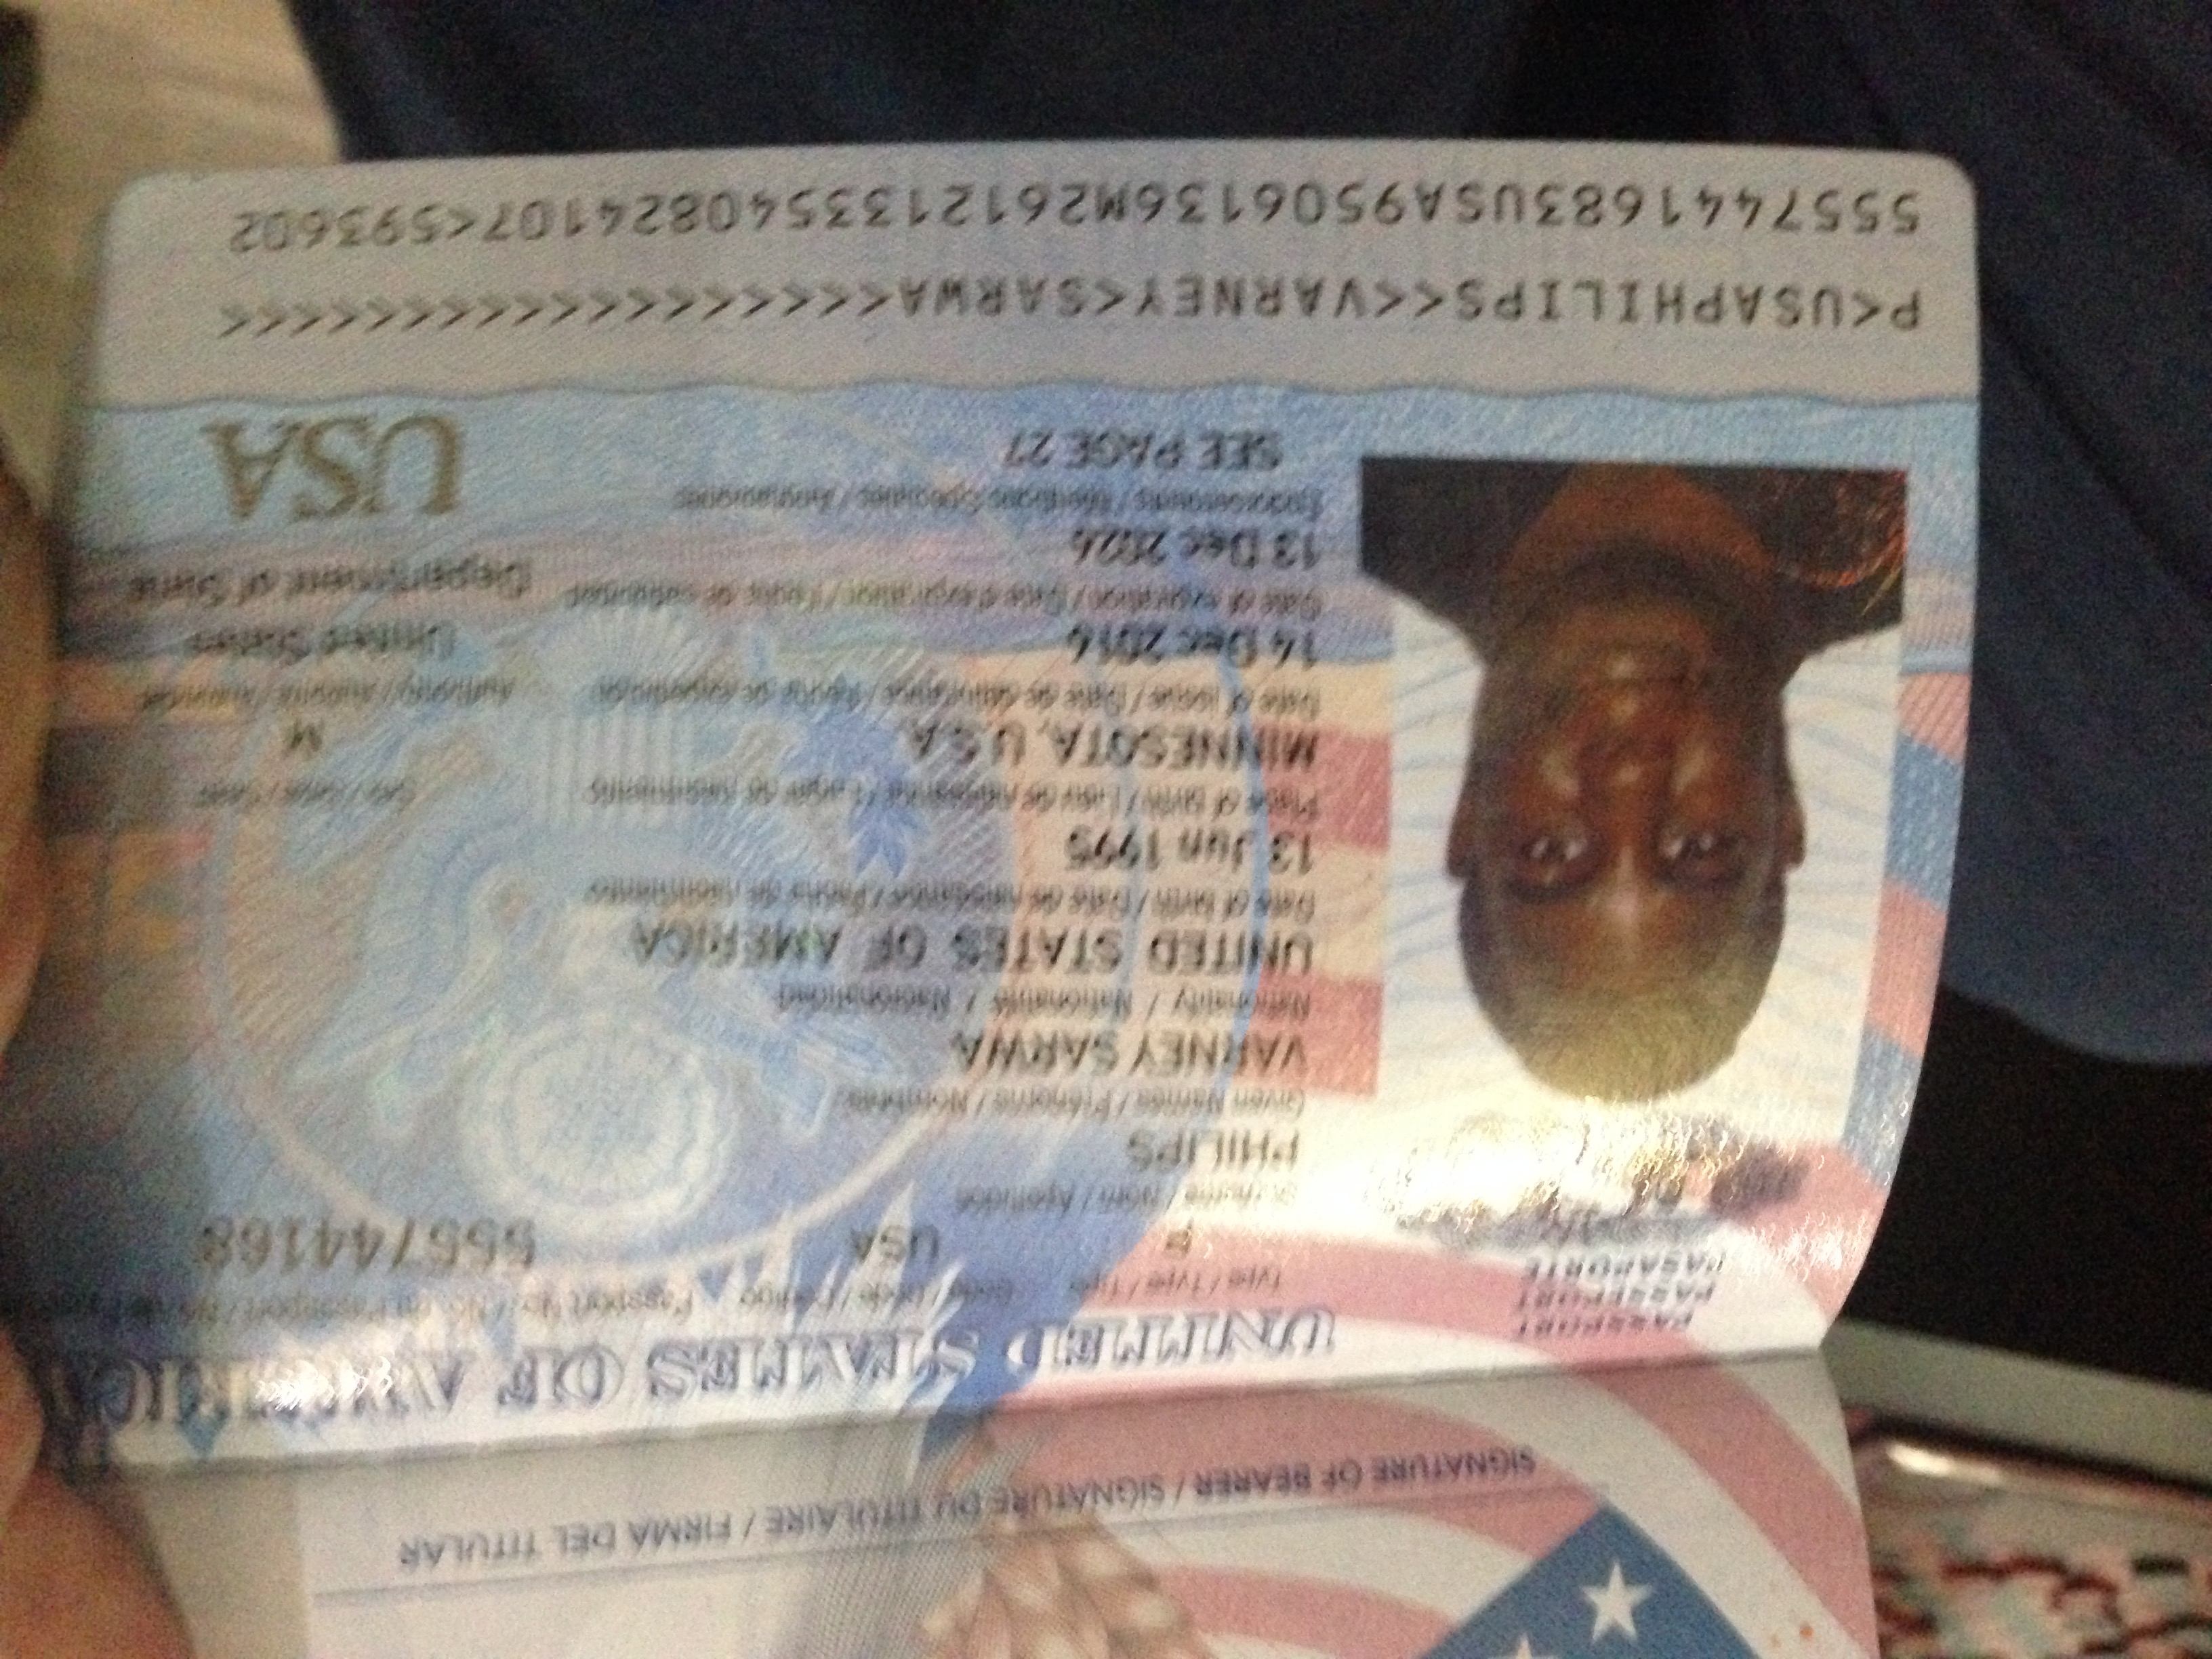 SIGNATURE OF BEARER / SIGNATURE DU TITULAIRE / FIRMA DEL TITULAR
UNITED STATES OF AMERICA
PASSPORT
PASSEPORT
PASAPORTE
Type / Type / Tipo Code / Code / Codigo Passport No. / No. du Passeport / No. de
P USA 555744168
Surname / Nom / Apellidos
PHILIPS
Given Names / Prénoms / Nombres
VARNEY SARWA
Nationality / Nationalité / Nacionalidad
UNITED STATES OF AMERICA
Date of birth / Date de naissance / Fecha de nacimiento
13 Jun 1995
Place of birth / Lieu de naissance / Lugar de nacimiento Sex / Sexe / Sexo
MINNESOTA, U.S.A. M
Date of issue / Date de délivrance / Fecha de expedición Authority / Autorité / Autoridad
14 Dec 2016 United States
Date of expiration / Date d'expiration / Fecha de caducidad Department of State
13 Dec 2026
Endorsements / Mentions Spéciales / Anotaciones
SEE PAGE 27
USA
P<USAPHILIPS<<VARNEY<SARWA<<<<<<<<<<<<<<<<<<
5557441683USA9506136M2612133540824107<593602